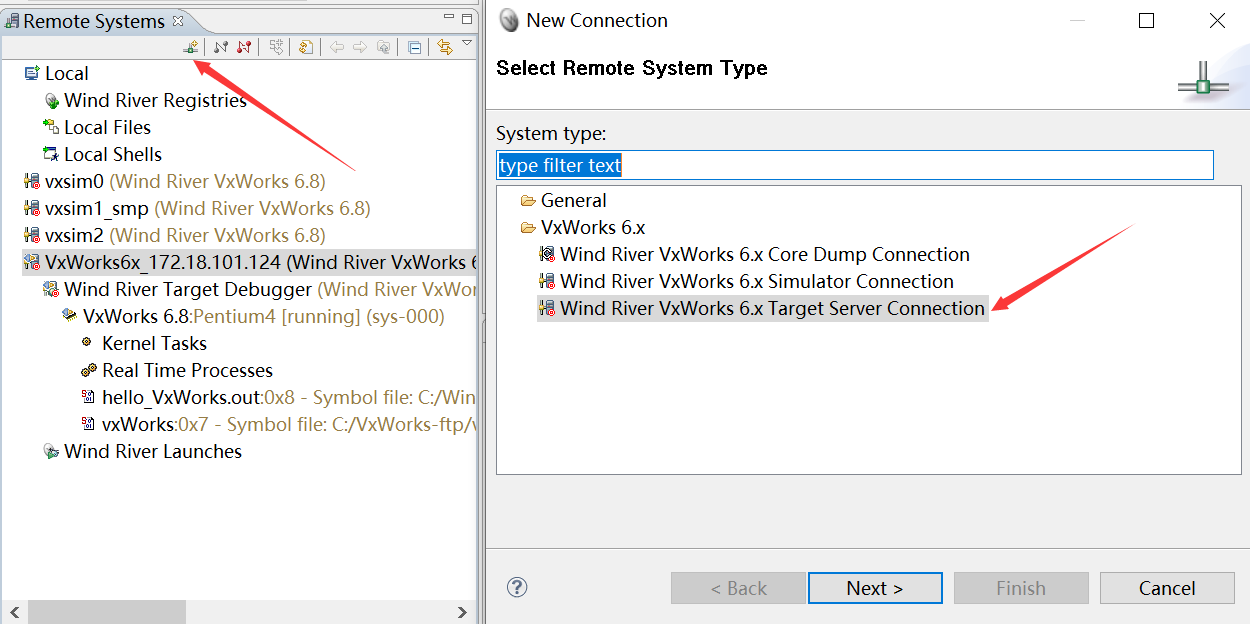 Remote Systems
Local
Wind River Registries
Local Files
Local Shells
vxsim0 (Wind River VxWorks 6.8)
vxsim1_smp (Wind River VxWorks 6.8)
vxsim2 (Wind River VxWorks 6.8)
VxWorks6x_172.18.101.124 (Wind River VxWorks 6
Wind River Target Debugger (Wind River VxWor
VxWorks 6.8:Pentium4 [running] (sys-000)
Kernel Tasks
Real Time Processes
hello_VxWorks.out:0x8 - Symbol file: C:/Win
vxWorks:0x7 - Symbol file: C:/VxWorks-ftp/v
Wind River Launches
New Connection
Select Remote System Type
System type:
type filter text
General
VxWorks 6.x
Wind River VxWorks 6.x Core Dump Connection
Wind River VxWorks 6.x Simulator Connection
Wind River VxWorks 6.x Target Server Connection
< Back
Next >
Finish
Cancel